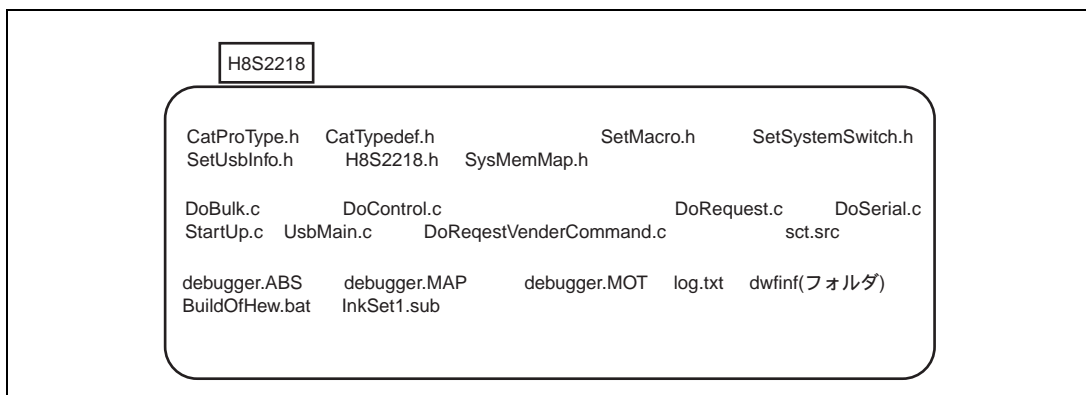 H8S2218
CatProType.h CatTypedef.h SetMacro.h SetSystemSwitch.h
SetUsbInfo.h H8S2218.h SysMemMap.h
DoBulk.c DoControl.c DoRequest.c DoSerial.c
StartUp.c UsbMain.c DoReqestVenderCommand.c sct.src
debugger.ABS debugger.MAP debugger.MOT log.txt dwfinf(フォルダ)
BuildOfHew.bat InkSet1.sub